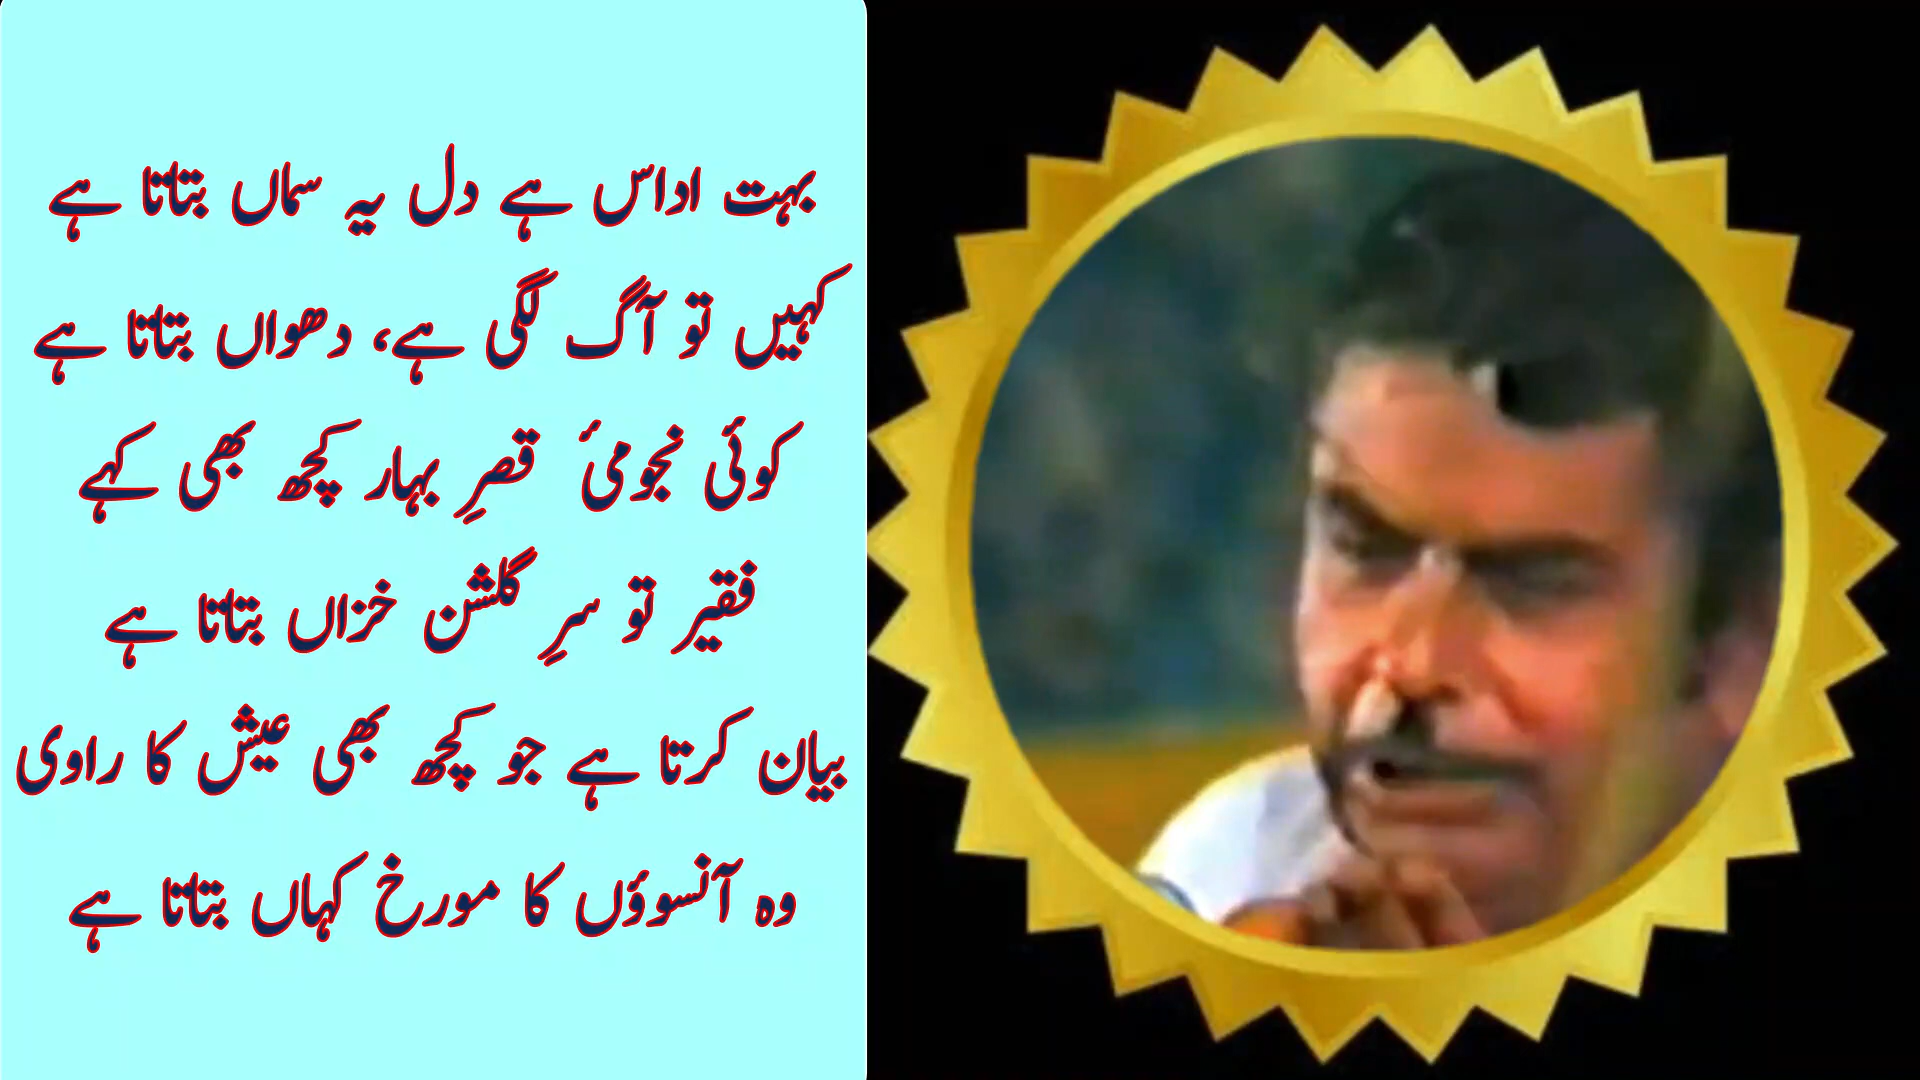 بہت اداس ہے دل یہ سماں بتاتا ہے
کہیں تو آگ لگی ہے، دھواں بتاتا ہے
کوئی نجومیٔ قصرِ بہار کچھ بھی کہے
فقیر تو سرِ گلشن خزاں بتاتا ہے
بیان کرتا ہے جو کچھ بھی عیش کا راوی
وہ آنسوؤں کا مورخ کہاں بتاتا ہے